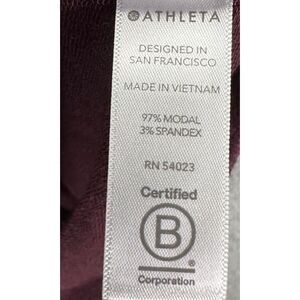 ATHLETA
DESIGNED IN
SAN FRANCISCO
MADE IN VIETNAM
97% MODAL
3% SPANDEX
RN 54023
Certified
B
Corporation